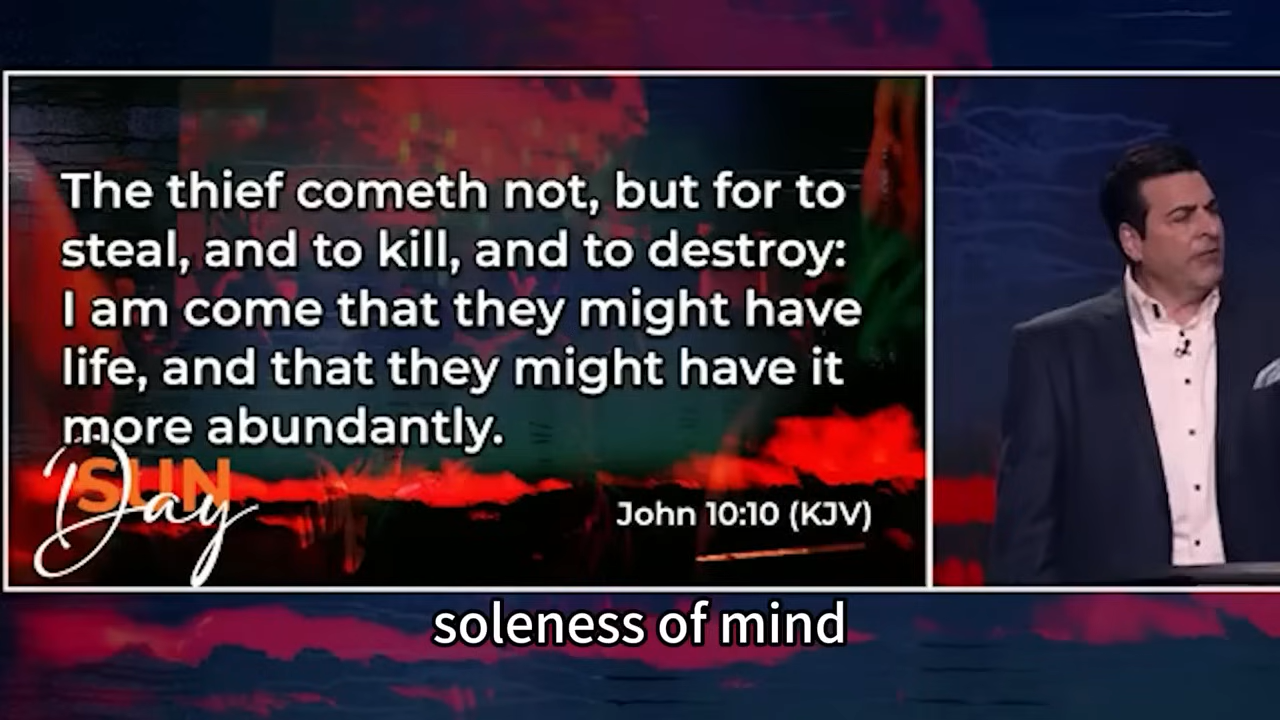 The thief cometh not, but for to
steal, and to kill, and to destroy:
I am come that they might have
life, and that they might have it
more abundantly.
SUN
Day
John 10:10 (KJV)
soleness of mind